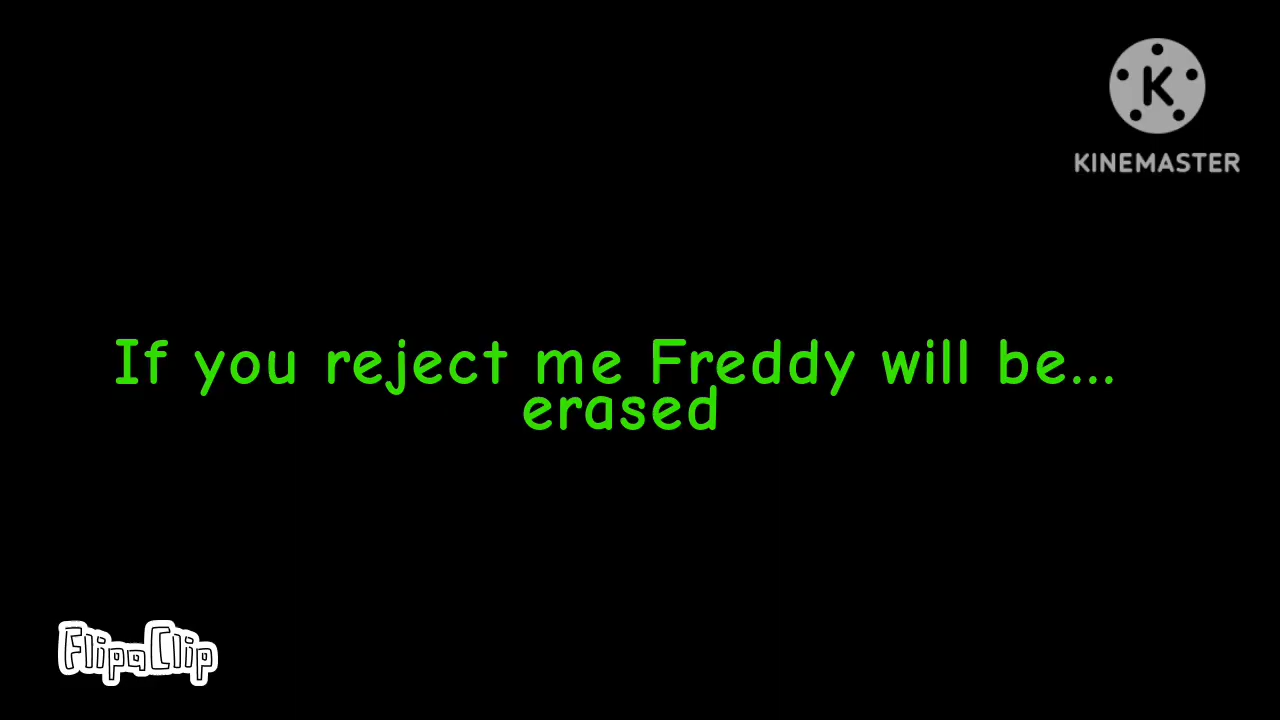 K
KINEMASTER
If you reject me Freddy will be...
erased
FlipaClip